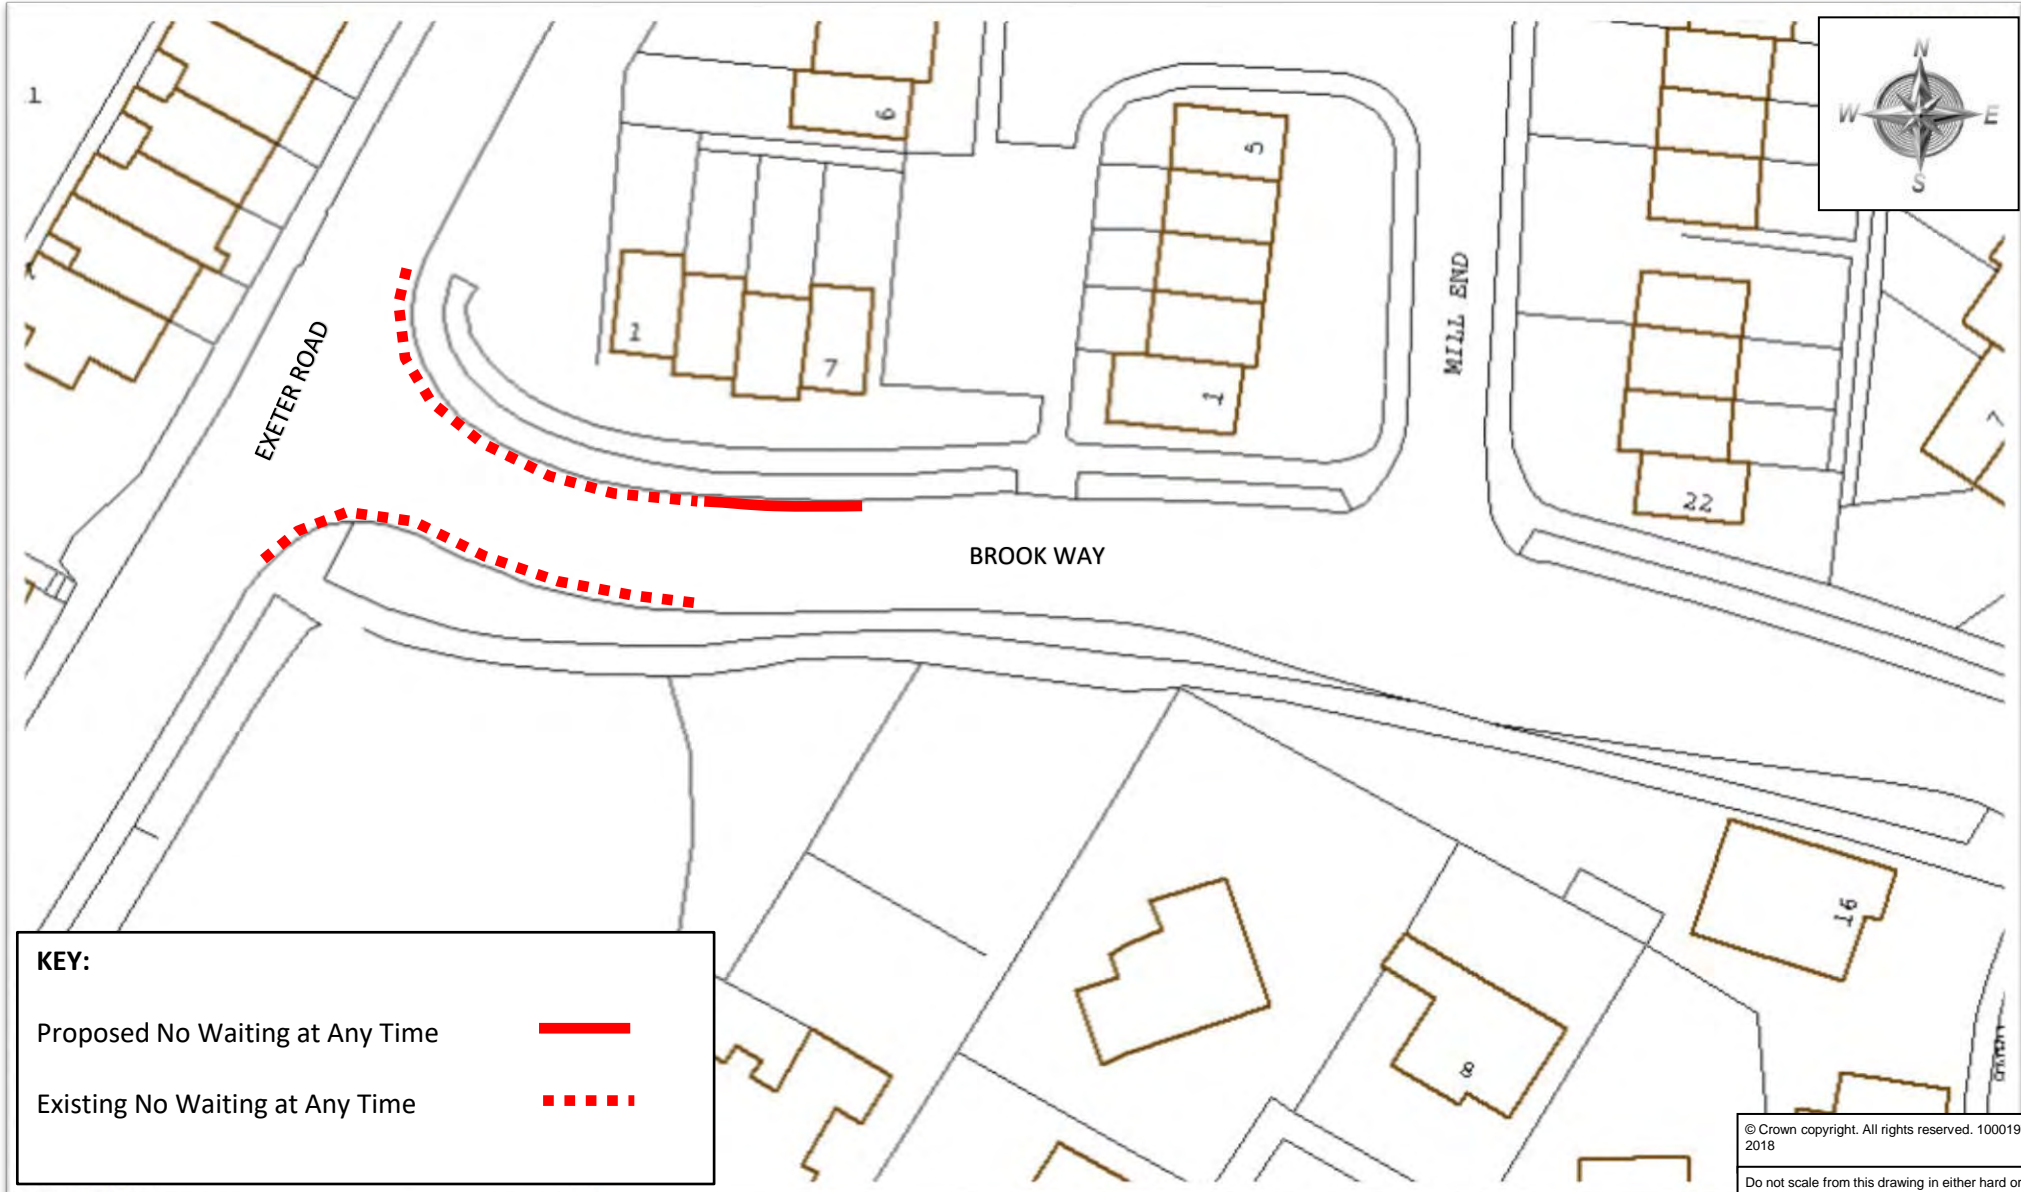 1
6
5
N
W
E
S
MILL END
EXETER ROAD
1
7
1
22
7
BROOK WAY
16
8
KEY:
Proposed No Waiting at Any Time
Existing No Waiting at Any Time
© Crown copyright. All rights reserved. 100019
2018
Do not scale from this drawing in either hard or